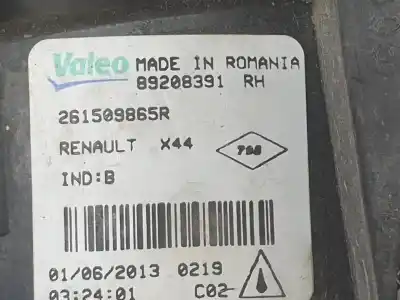 Valeo MADE IN ROMANIA
89208391 RH
261509865R
RENAULT X44
IND:B
01/06/2013 0219
03:24:01 C02